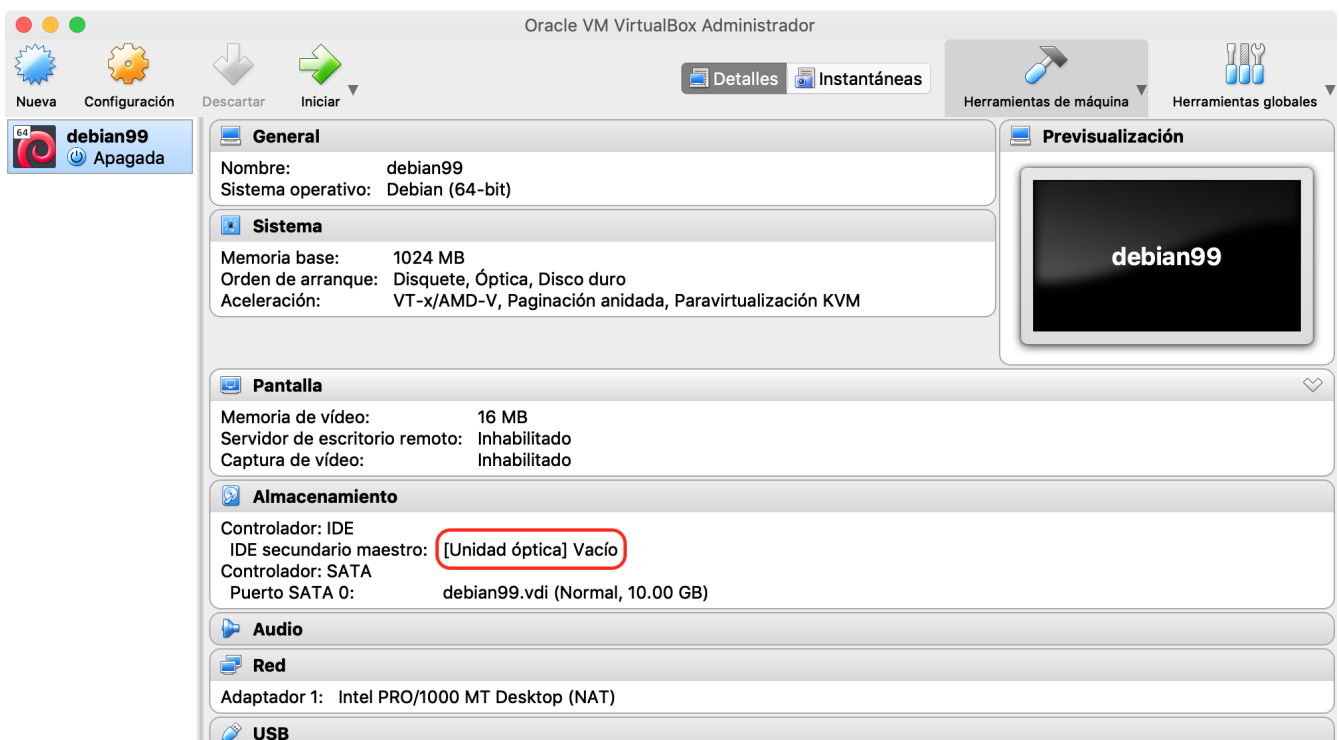 Oracle VM VirtualBox Administrador
Nueva
Configuración
Descartar
Iniciar
Detalles
Instantáneas
Herramientas de máquina
Herramientas globales
64
debian99
Apagada
General
Nombre: debian99
Sistema operativo: Debian (64-bit)
Sistema
Memoria base: 1024 MB
Orden de arranque: Disquete, Óptica, Disco duro
Aceleración: VT-x/AMD-V, Paginación anidada, Paravirtualización KVM
Previsualización
debian99
Pantalla
Memoria de vídeo: 16 MB
Servidor de escritorio remoto: Inhabilitado
Captura de vídeo: Inhabilitado
Almacenamiento
Controlador: IDE
IDE secundario maestro: [Unidad óptica] Vacío
Controlador: SATA
Puerto SATA 0: debian99.vdi (Normal, 10.00 GB)
Audio
Red
Adaptador 1: Intel PRO/1000 MT Desktop (NAT)
USB